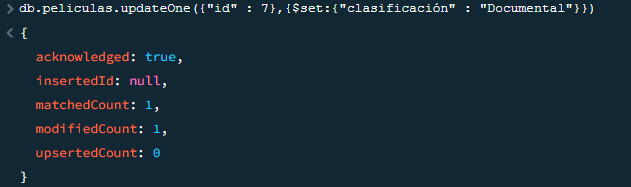 > db.peliculas.updateOne({"id" : 7},{$set:{"clasificación" : "Documental"}})
< {
acknowledged: true,
insertedId: null,
matchedCount: 1,
modifiedCount: 1,
upsertedCount: 0
}